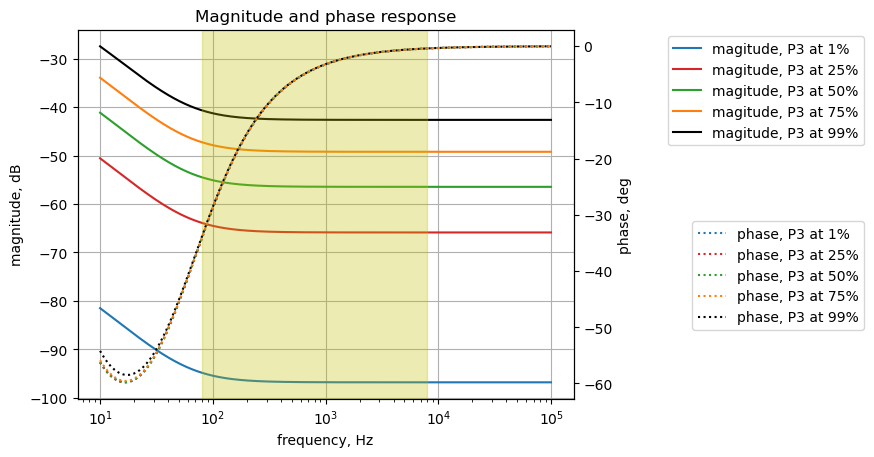 Magnitude and phase response
magnitude, dB
−30
−40
−50
−60
−70
−80
−90
−100
10¹
10²
10³
10⁴
10⁵
frequency, Hz
0
−10
−20
−30
−40
−50
−60
phase, deg
magitude, P3 at 1%
magitude, P3 at 25%
magitude, P3 at 50%
magitude, P3 at 75%
magitude, P3 at 99%
phase, P3 at 1%
phase, P3 at 25%
phase, P3 at 50%
phase, P3 at 75%
phase, P3 at 99%